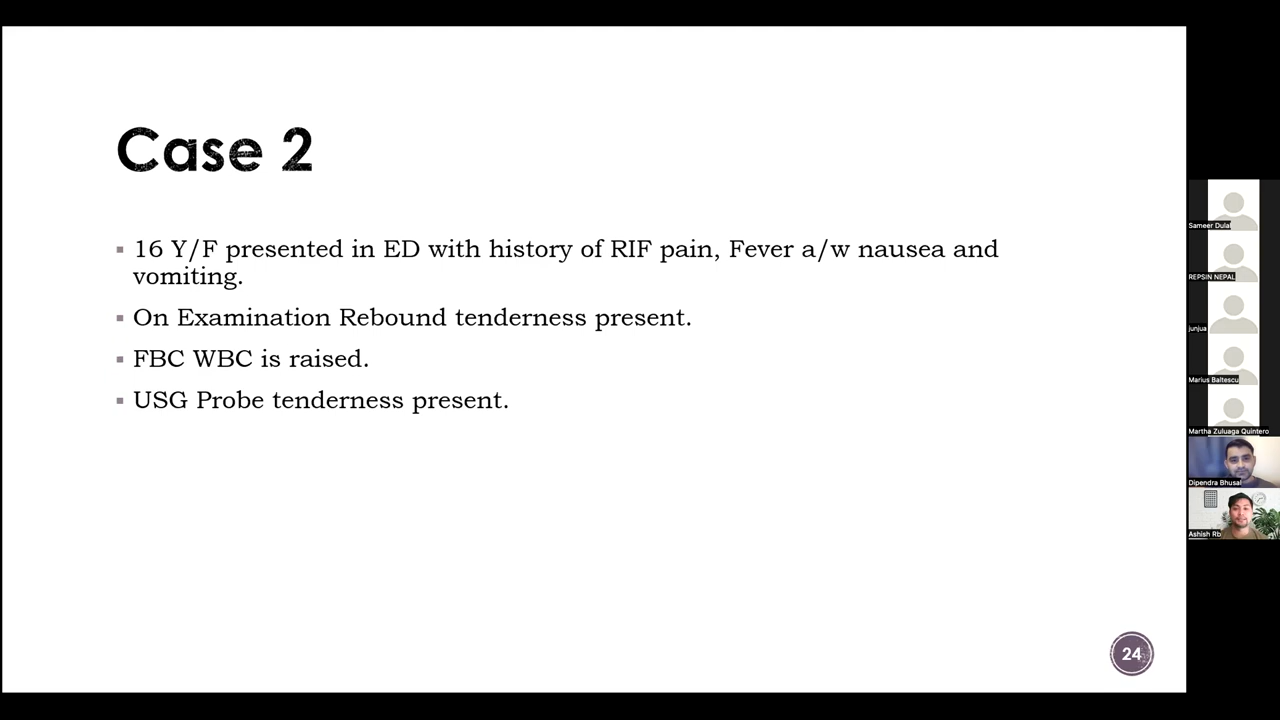 Case 2
▪ 16 Y/F presented in ED with history of RIF pain, Fever a/w nausea and
vomiting.
▪ On Examination Rebound tenderness present.
▪ FBC WBC is raised.
▪ USG Probe tenderness present.
24
Sameer Dulal
REPSIN NEPAL
junjua
Marius Baltescu
Martha Zuluaga Quintero
Dipendra Bhusal
Ashish Rb